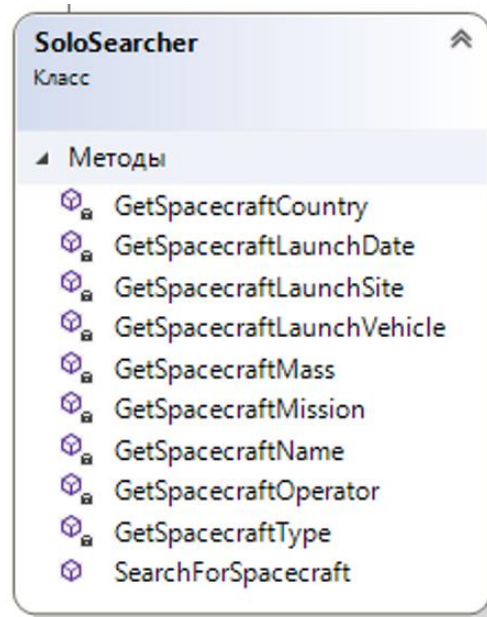 SoloSearcher
Класс
Методы
GetSpacecraftCountry
GetSpacecraftLaunchDate
GetSpacecraftLaunchSite
GetSpacecraftLaunchVehicle
GetSpacecraftMass
GetSpacecraftMission
GetSpacecraftName
GetSpacecraftOperator
GetSpacecraftType
SearchForSpacecraft